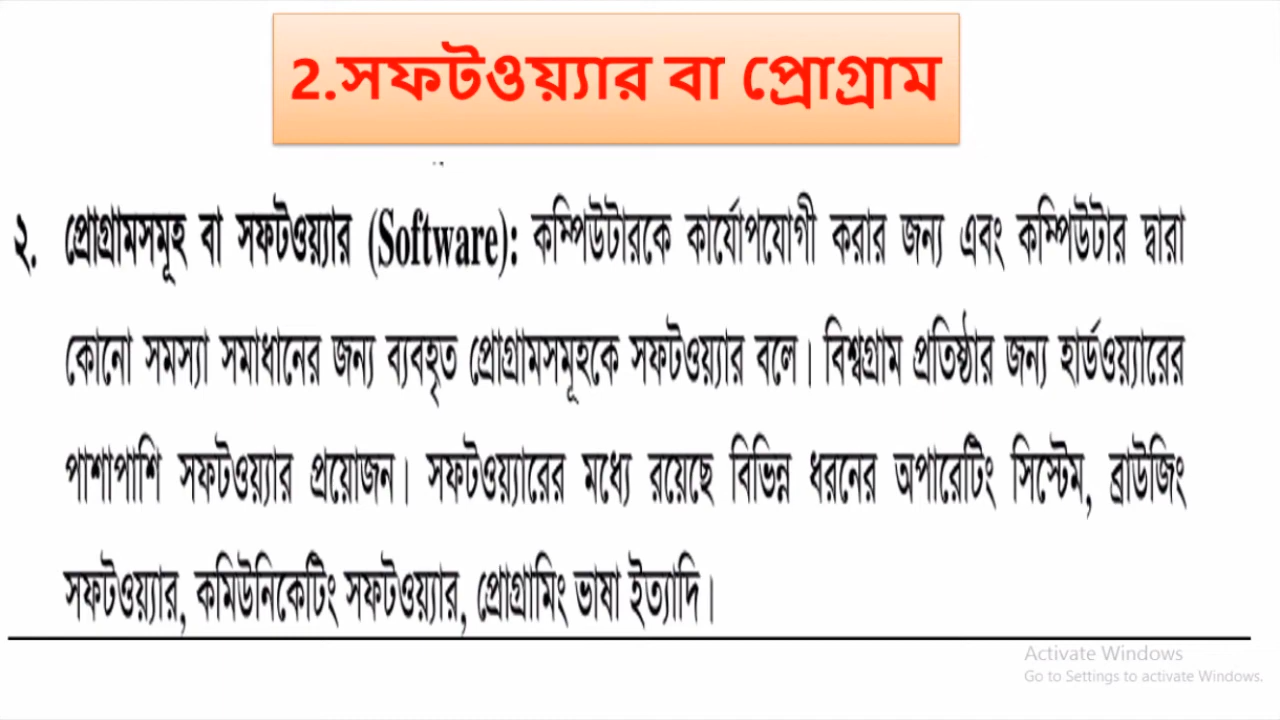 2.সফটওয়্যার বা প্রোগ্রাম
২. প্রোগ্রামসমূহ বা সফটওয়্যার (Software): কম্পিউটারকে কার্যোপযোগী করার জন্য এবং কম্পিউটার দ্বারা
কোনো সমস্যা সমাধানের জন্য ব্যবহৃত প্রোগ্রামসমূহকে সফটওয়্যার বলে। বিশ্বগ্রাম প্রতিষ্ঠার জন্য হার্ডওয়্যারের
পাশাপাশি সফটওয়্যার প্রয়োজন। সফটওয়্যারের মধ্যে রয়েছে বিভিন্ন ধরনের অপারেটিং সিস্টেম, ব্রাউজিং
সফটওয়্যার, কমিউনিকেটিং সফটওয়্যার, প্রোগ্রামিং ভাষা ইত্যাদি।
Activate Windows
Go to Settings to activate Windows.